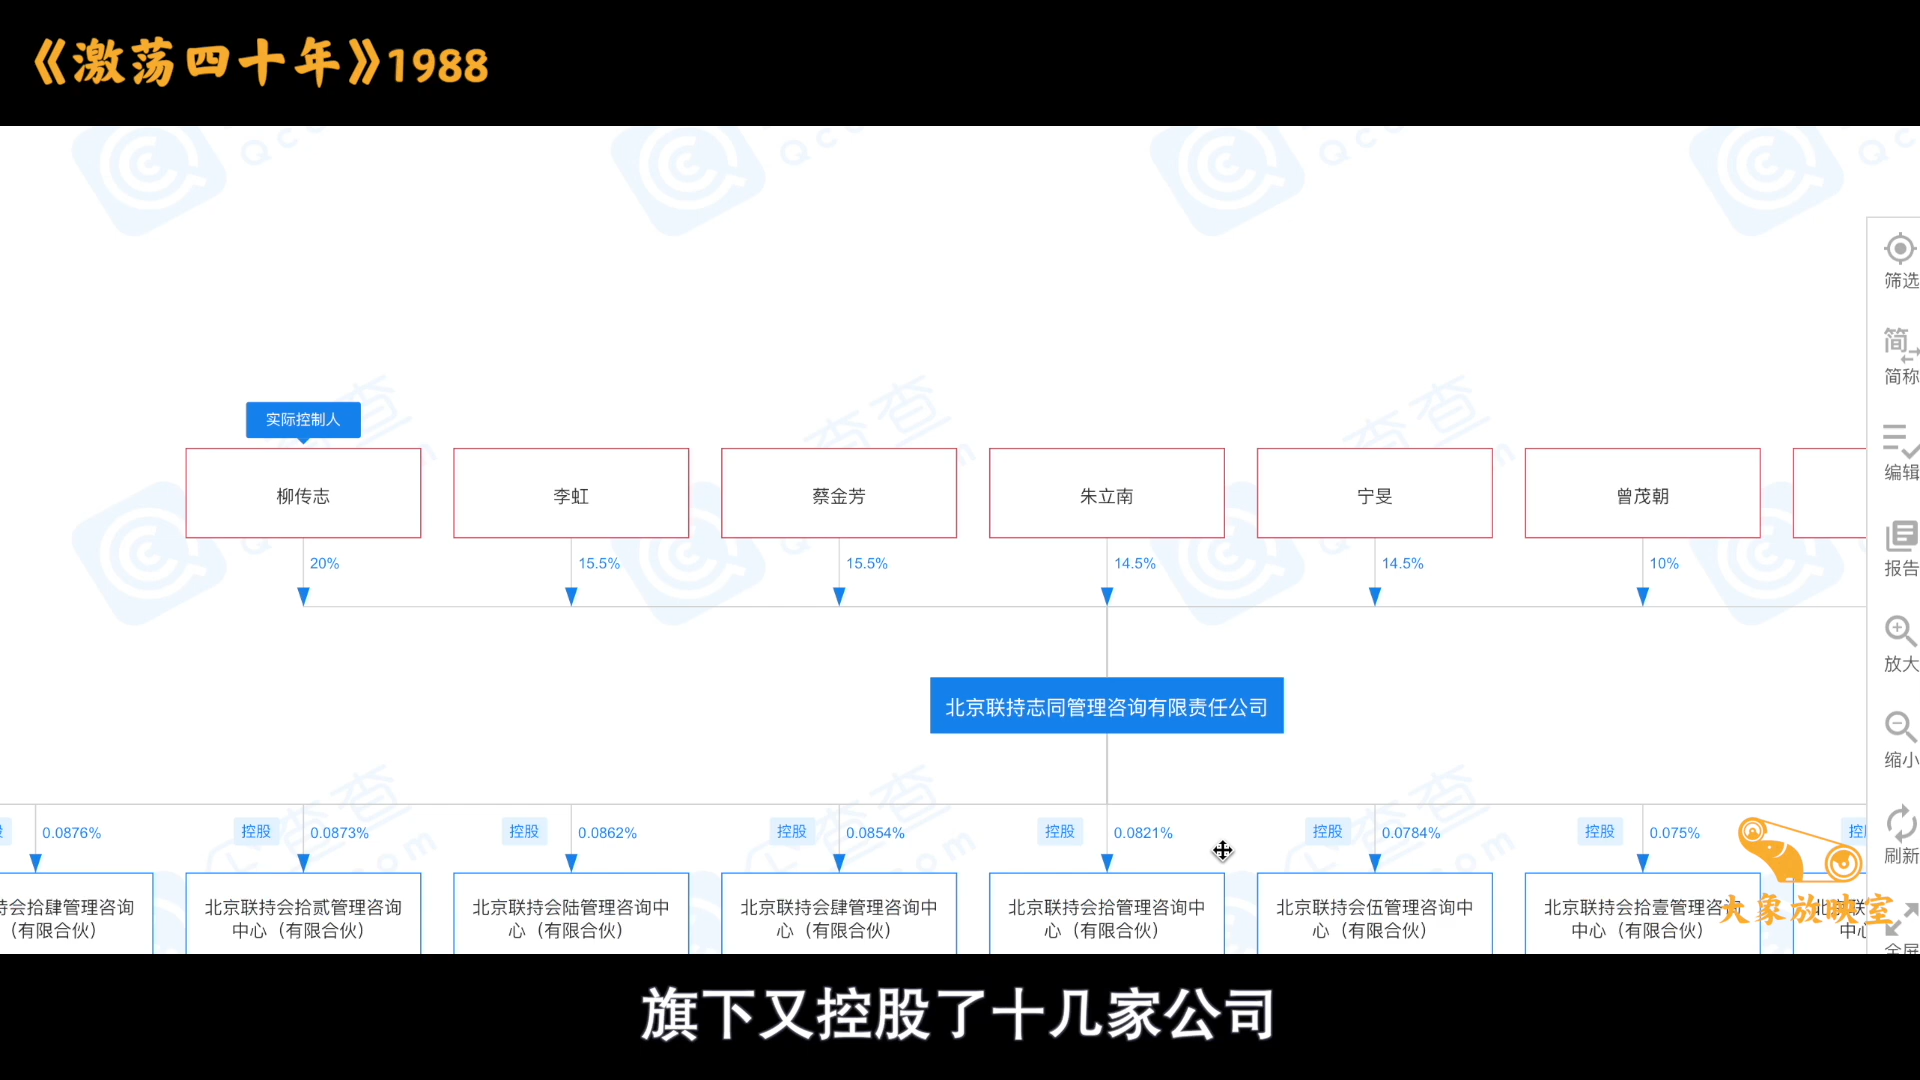 《激荡四十年》1988
实际控制人
柳传志
李虹
蔡金芳
朱立南
宁旻
曾茂朝
20%
15.5%
15.5%
14.5%
14.5%
10%
北京联持志同管理咨询有限责任公司
0.0876%
控股
0.0873%
控股
0.0862%
控股
0.0854%
控股
0.0821%
控股
0.0784%
控股
0.075%
持会拾肆管理咨询
（有限合伙）
北京联持会拾贰管理咨询
中心（有限合伙）
北京联持会陆管理咨询中
心（有限合伙）
北京联持会肆管理咨询中
心（有限合伙）
北京联持会拾管理咨询中
心（有限合伙）
北京联持会伍管理咨询中
心（有限合伙）
北京联持会拾壹管理咨询
中心（有限合伙）
筛选
简
简称
编辑
报告
放大
缩小
刷新
全屏
大象放映室
旗下又控股了十几家公司